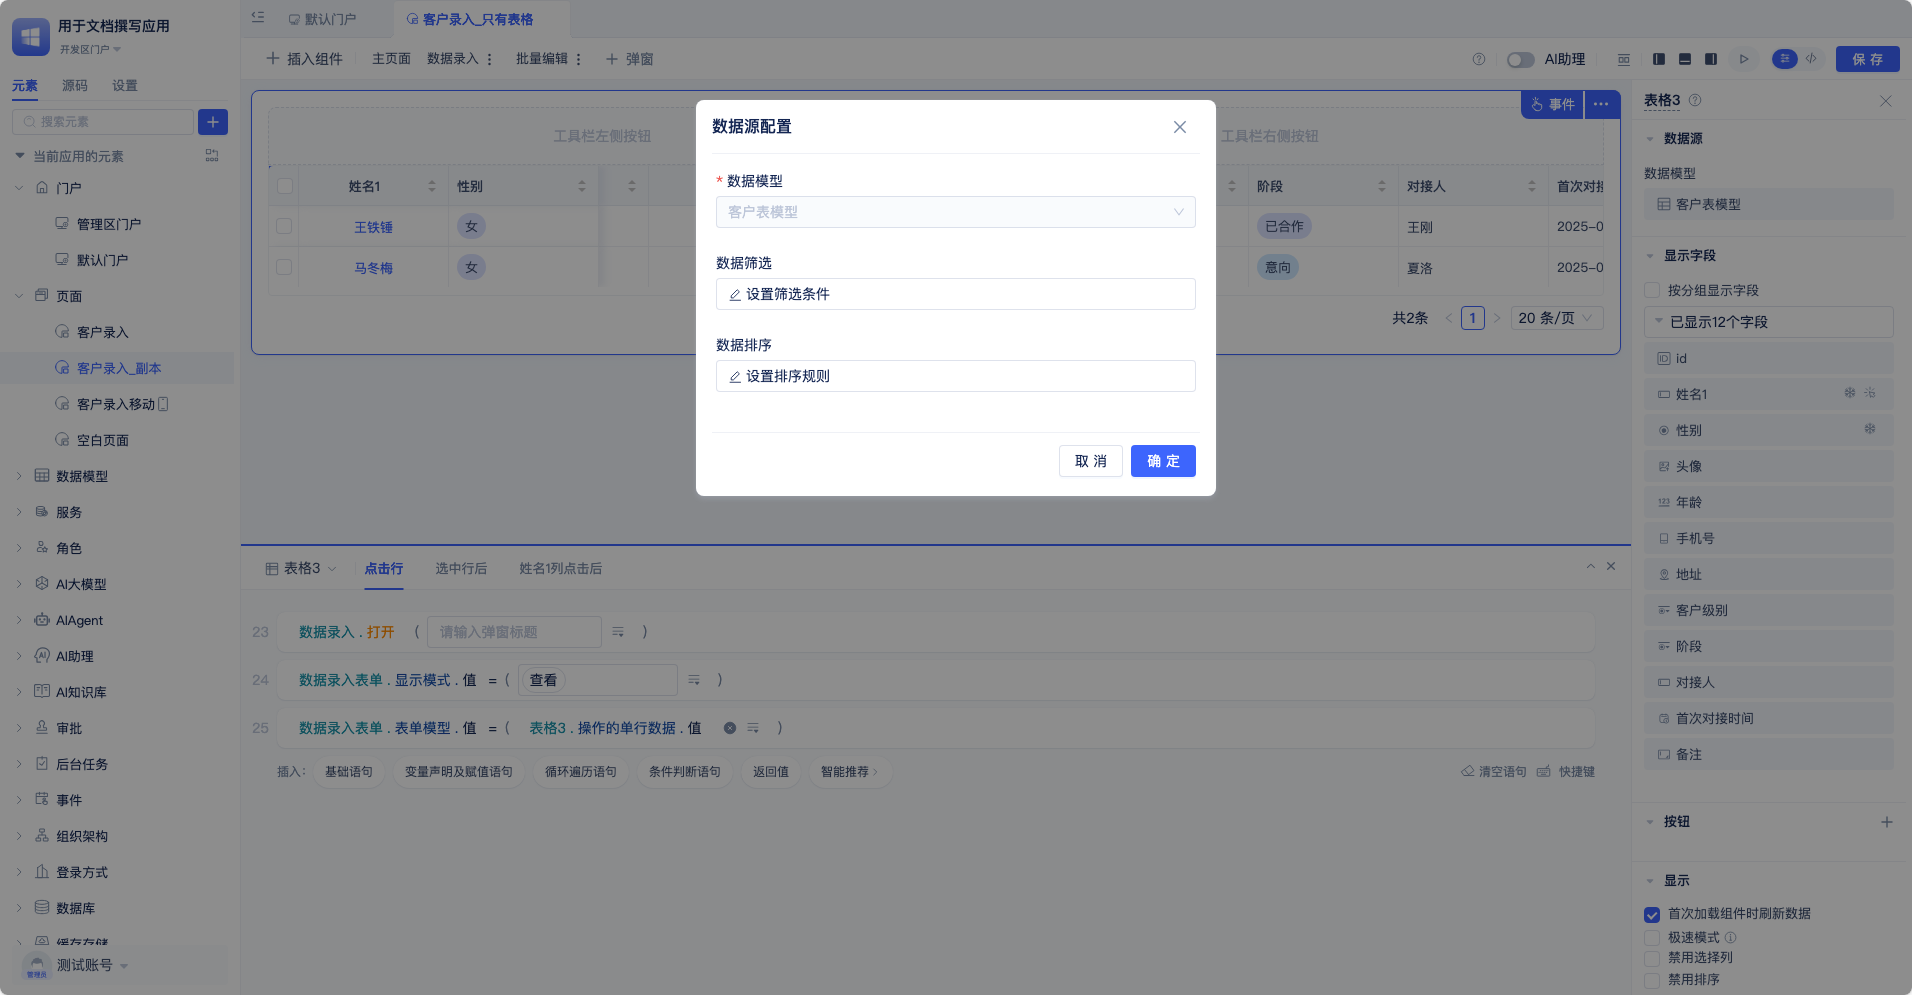 用于文档撰写应用
开发区门户
元素
源码
设置
搜索元素
当前应用的元素
门户
管理区门户
默认门户
页面
客户录入
客户录入_副本
客户录入移动
空白页面
数据模型
服务
角色
AI大模型
AIAgent
AI助理
AI知识库
审批
后台任务
事件
组织架构
登录方式
数据库
缓存存储
管理员
测试账号
默认门户
客户录入_只有表格
插入组件
主页面
数据录入
批量编辑
弹窗
AI助理
保 存
工具栏左侧按钮
工具栏右侧按钮
事件
姓名1
性别
阶段
对接人
首次对接
王铁锤
女
已合作
王刚
2025-0
马冬梅
女
意向
夏洛
2025-0
共2条
1
20 条/页
数据源配置
* 数据模型
客户表模型
数据筛选
设置筛选条件
数据排序
设置排序规则
取 消
确 定
表格3
点击行
选中行后
姓名1列点击后
23
数据录入 . 打开 ( 请输入弹窗标题 )
24
数据录入表单 . 显示模式 . 值 = ( 查看 )
25
数据录入表单 . 表单模型 . 值 = ( 表格3 . 操作的单行数据 . 值 )
插入:
基础语句
变量声明及赋值语句
循环遍历语句
条件判断语句
返回值
智能推荐
清空语句
快捷键
表格3
数据源
数据模型
客户表模型
显示字段
按分组显示字段
已显示12个字段
id
姓名1
性别
头像
123 年龄
手机号
地址
客户级别
阶段
对接人
首次对接时间
备注
按钮
显示
首次加载组件时刷新数据
极速模式
禁用选择列
禁用排序